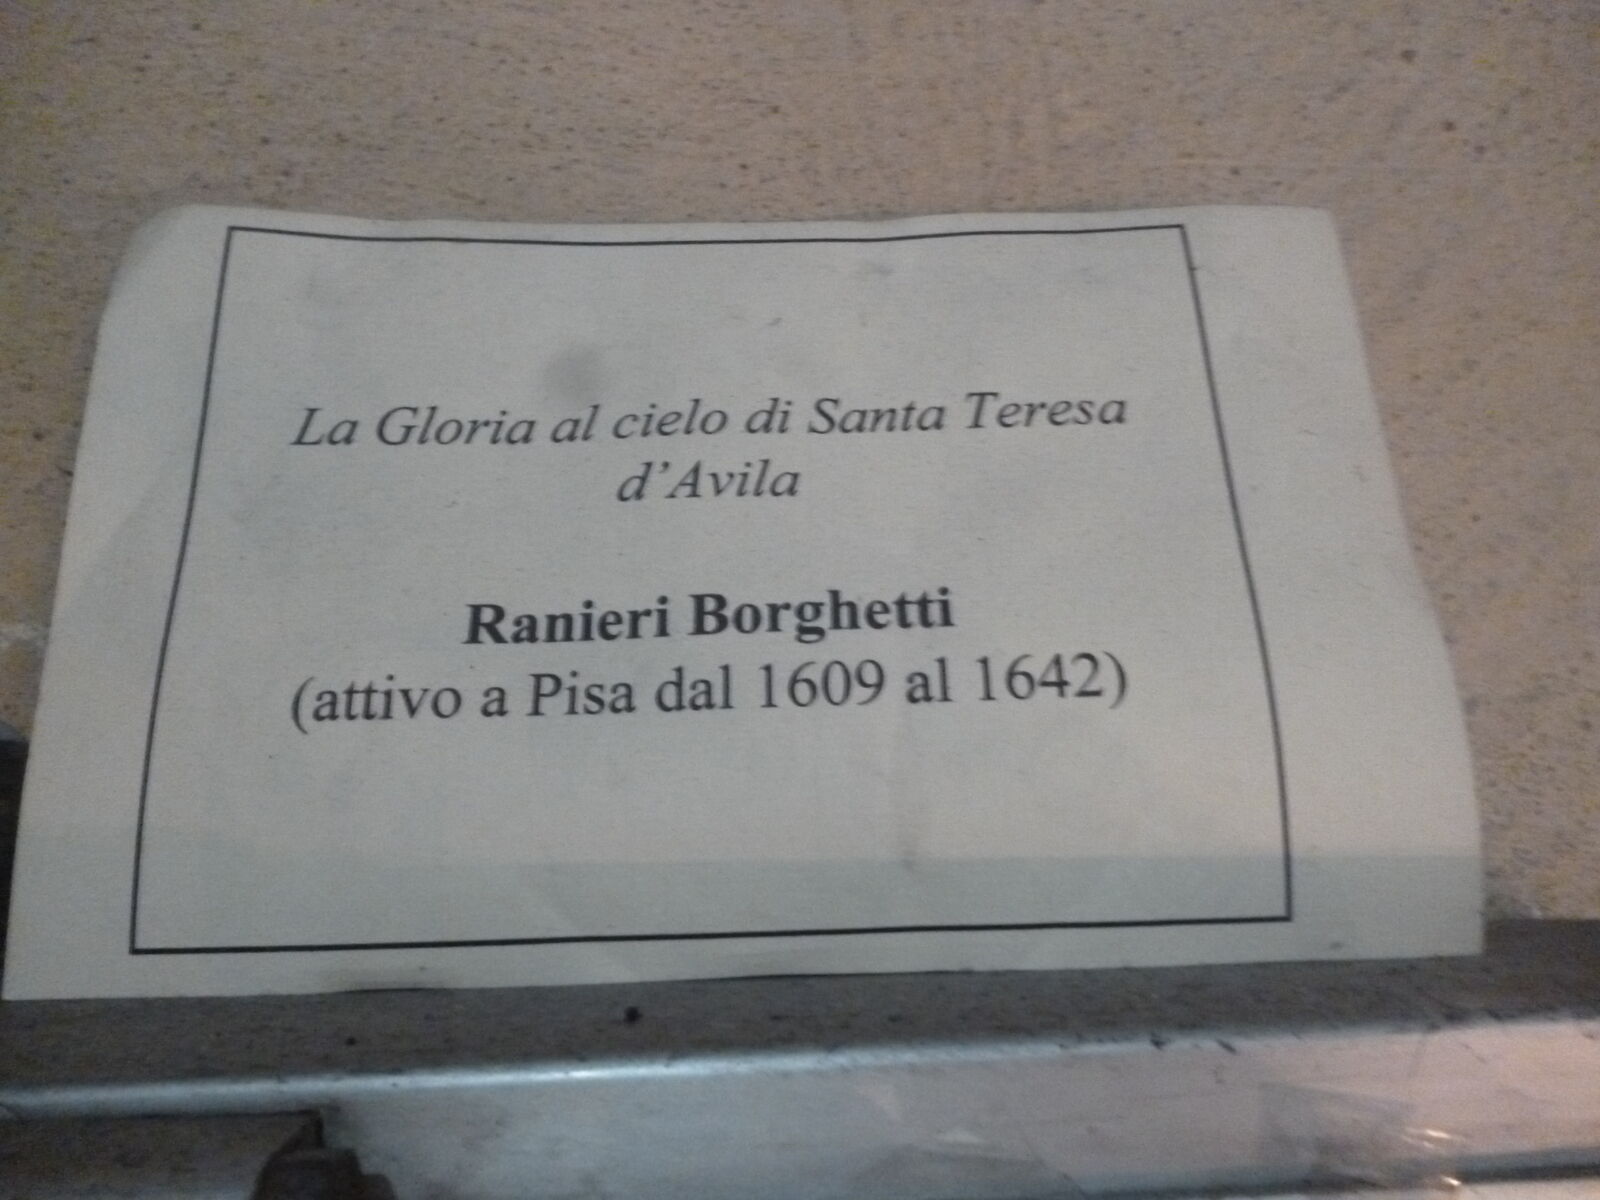 La Gloria al cielo di Santa Teresa
d'Avila
Ranieri Borghetti
(attivo a Pisa dal 1609 al 1642)